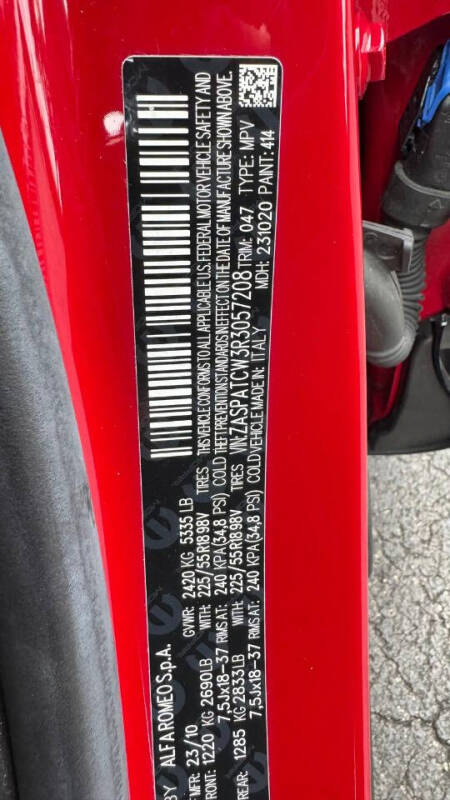 BY ALFA ROMEO S.p.A.
MFR: 23/10 GVWR: 2420 KG 5335 LB
FRONT: 1220 KG 2690LB WITH: 225/55R18 98V TIRES
7,5Jx18-37 RIMS AT: 240 KPA (34,8 PSI) COLD
REAR: 1285 KG 2833LB WITH: 225/55R18 98V TIRES
7,5Jx18-37 RIMS AT: 240 KPA (34,8 PSI) COLD
THIS VEHICLE CONFORMS TO ALL APPLICABLE U.S. FEDERAL MOTOR VEHICLE SAFETY AND
THEFT PREVENTION STANDARDS IN EFFECT ON THE DATE OF MANUFACTURE SHOWN ABOVE.
VIN: ZASPATCW3R3057208 TRIM: 047 TYPE: MPV
VEHICLE MADE IN: ITALY MDH: 231020 PAINT: 414